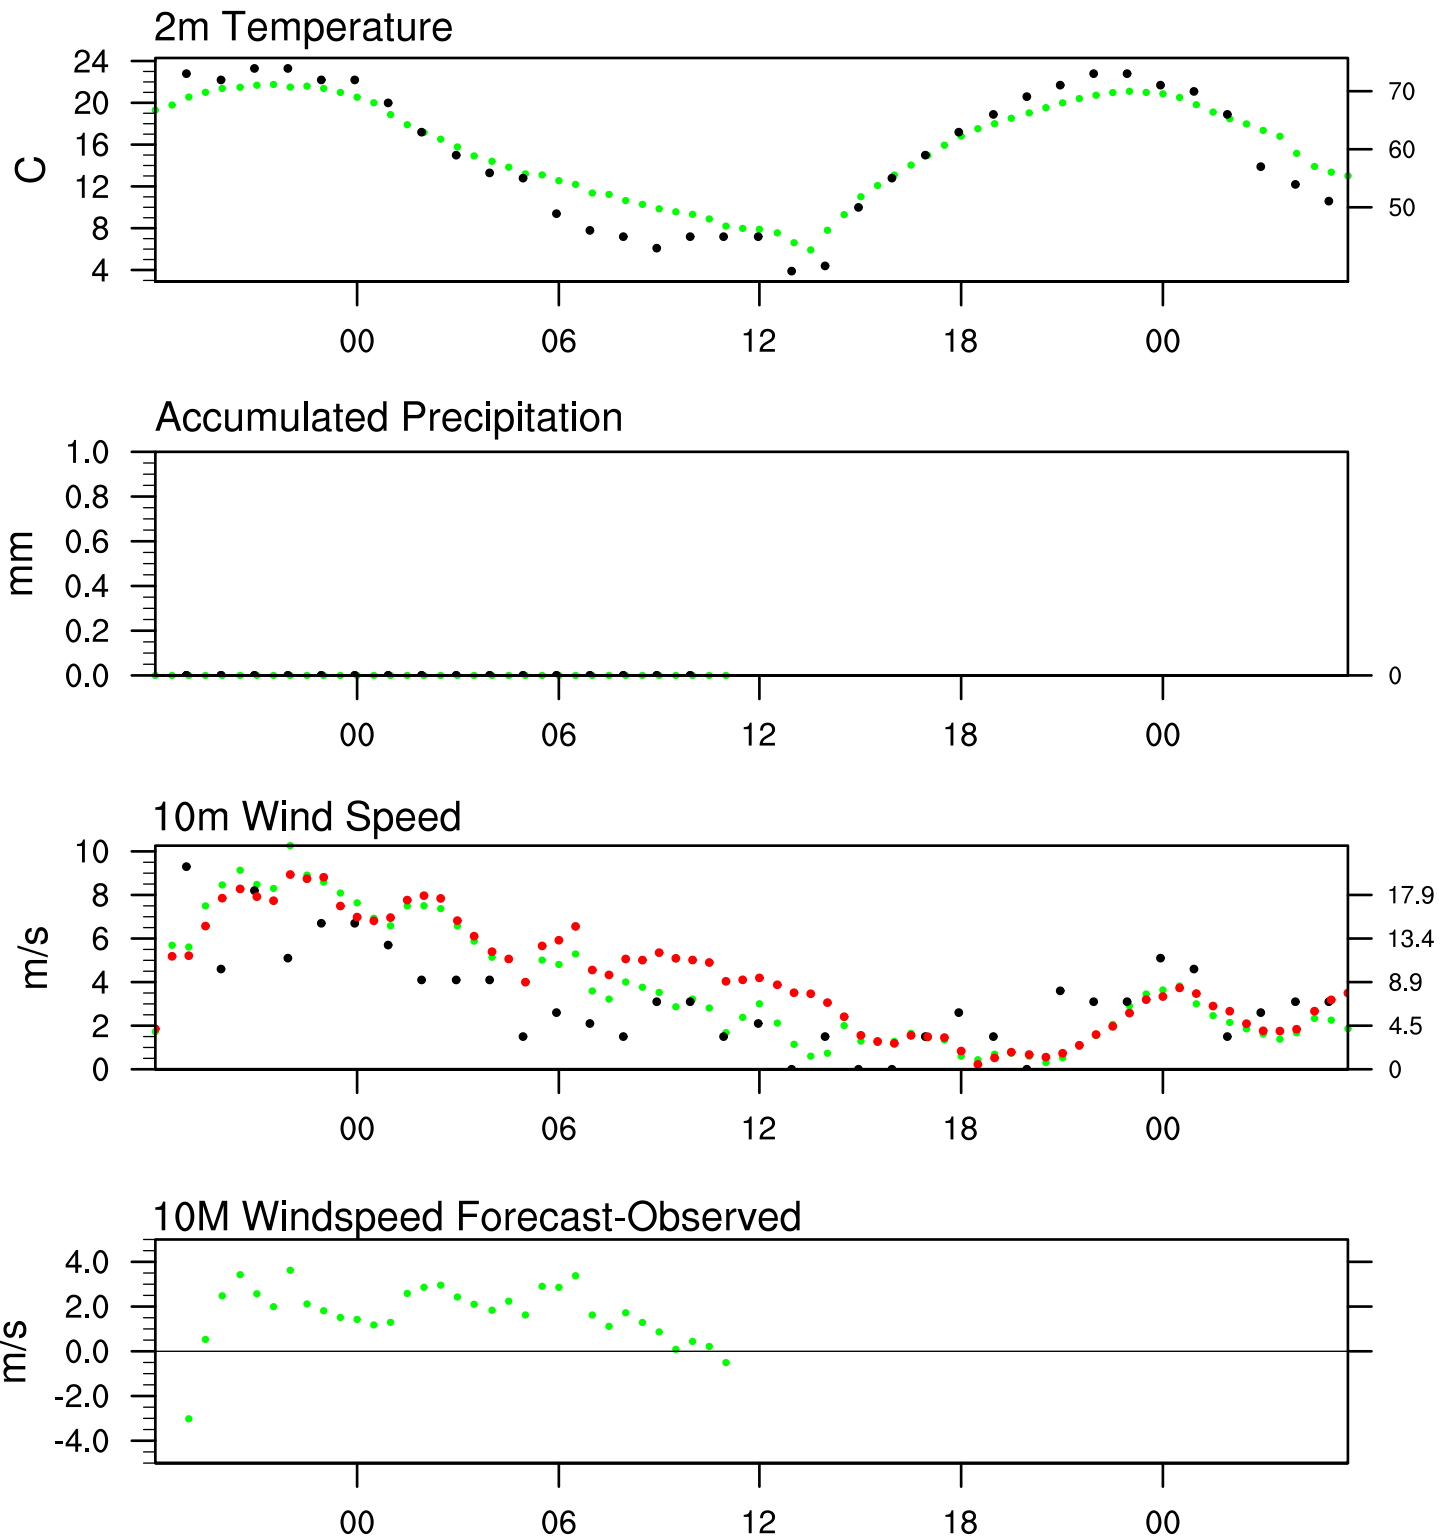 2m Temperature
24
20
16
12
8
4
C
70
60
50
00 06 12 18 00
Accumulated Precipitation
1.0
0.8
0.6
0.4
0.2
0.0
mm
0
00 06 12 18 00
10m Wind Speed
10
8
6
4
2
0
m/s
17.9
13.4
8.9
4.5
0
00 06 12 18 00
10M Windspeed Forecast-Observed
4.0
2.0
0.0
-2.0
-4.0
m/s
00 06 12 18 00